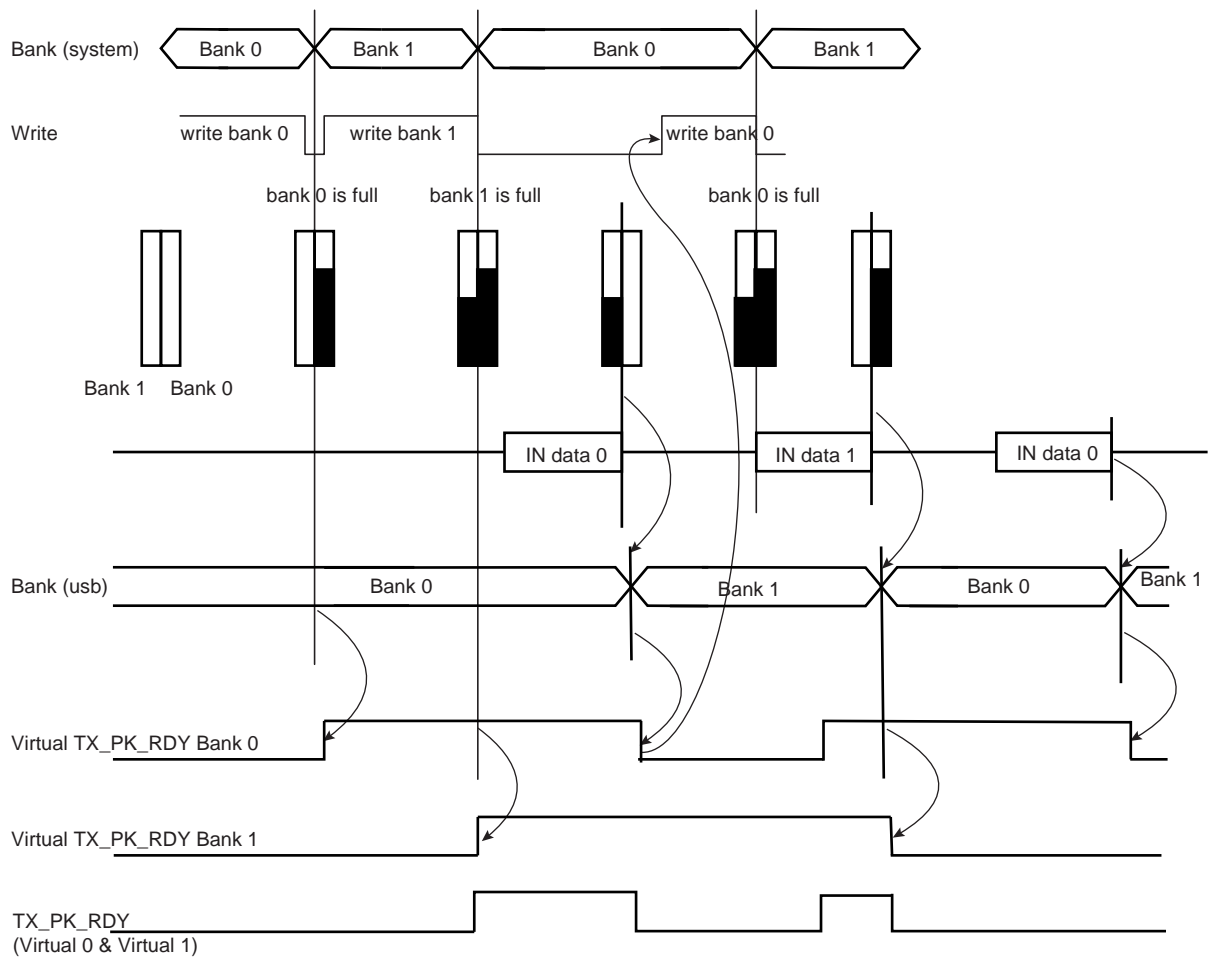 Bank (system)
Bank 0
Bank 1
Bank 0
Bank 1
Write
write bank 0
write bank 1
write bank 0
bank 0 is full
bank 1 is full
bank 0 is full
Bank 1
Bank 0
IN data 0
IN data 1
IN data 0
Bank (usb)
Bank 0
Bank 1
Bank 0
Bank 1
Virtual TX_PK_RDY Bank 0
Virtual TX_PK_RDY Bank 1
TX_PK_RDY
(Virtual 0 & Virtual 1)